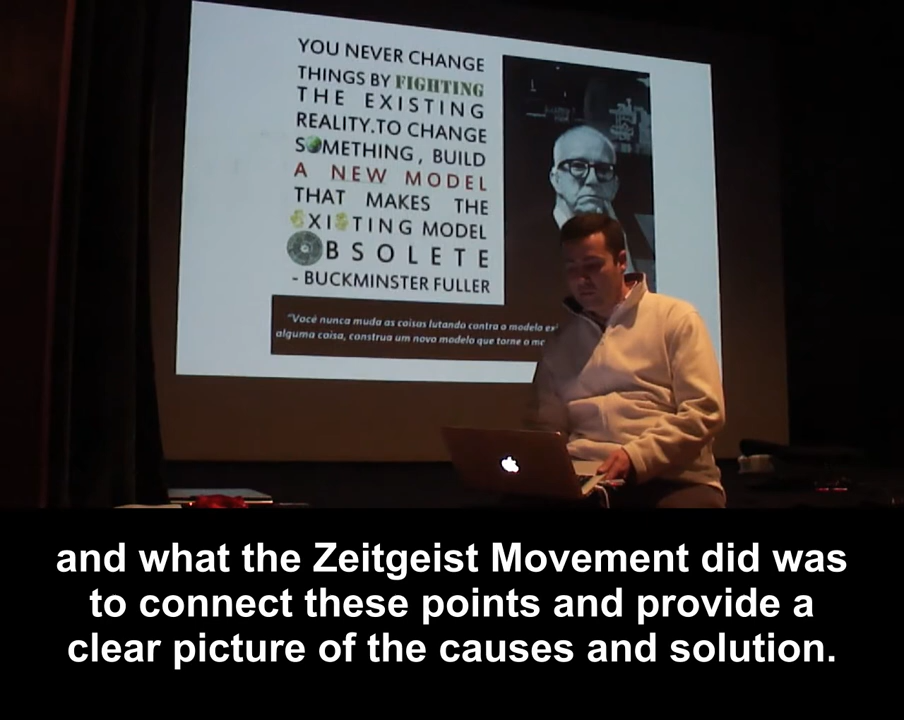 YOU NEVER CHANGE
THINGS BY FIGHTING
THE EXISTING
REALITY.TO CHANGE
SOMETHING, BUILD
A NEW MODEL
THAT MAKES THE
EXISTING MODEL
OBSOLETE
- BUCKMINSTER FULLER
"Você nunca muda as coisas lutando contra o modelo
alguma coisa, construa um novo modelo que torne o
and what the Zeitgeist Movement did was
to connect these points and provide a
clear picture of the causes and solution.